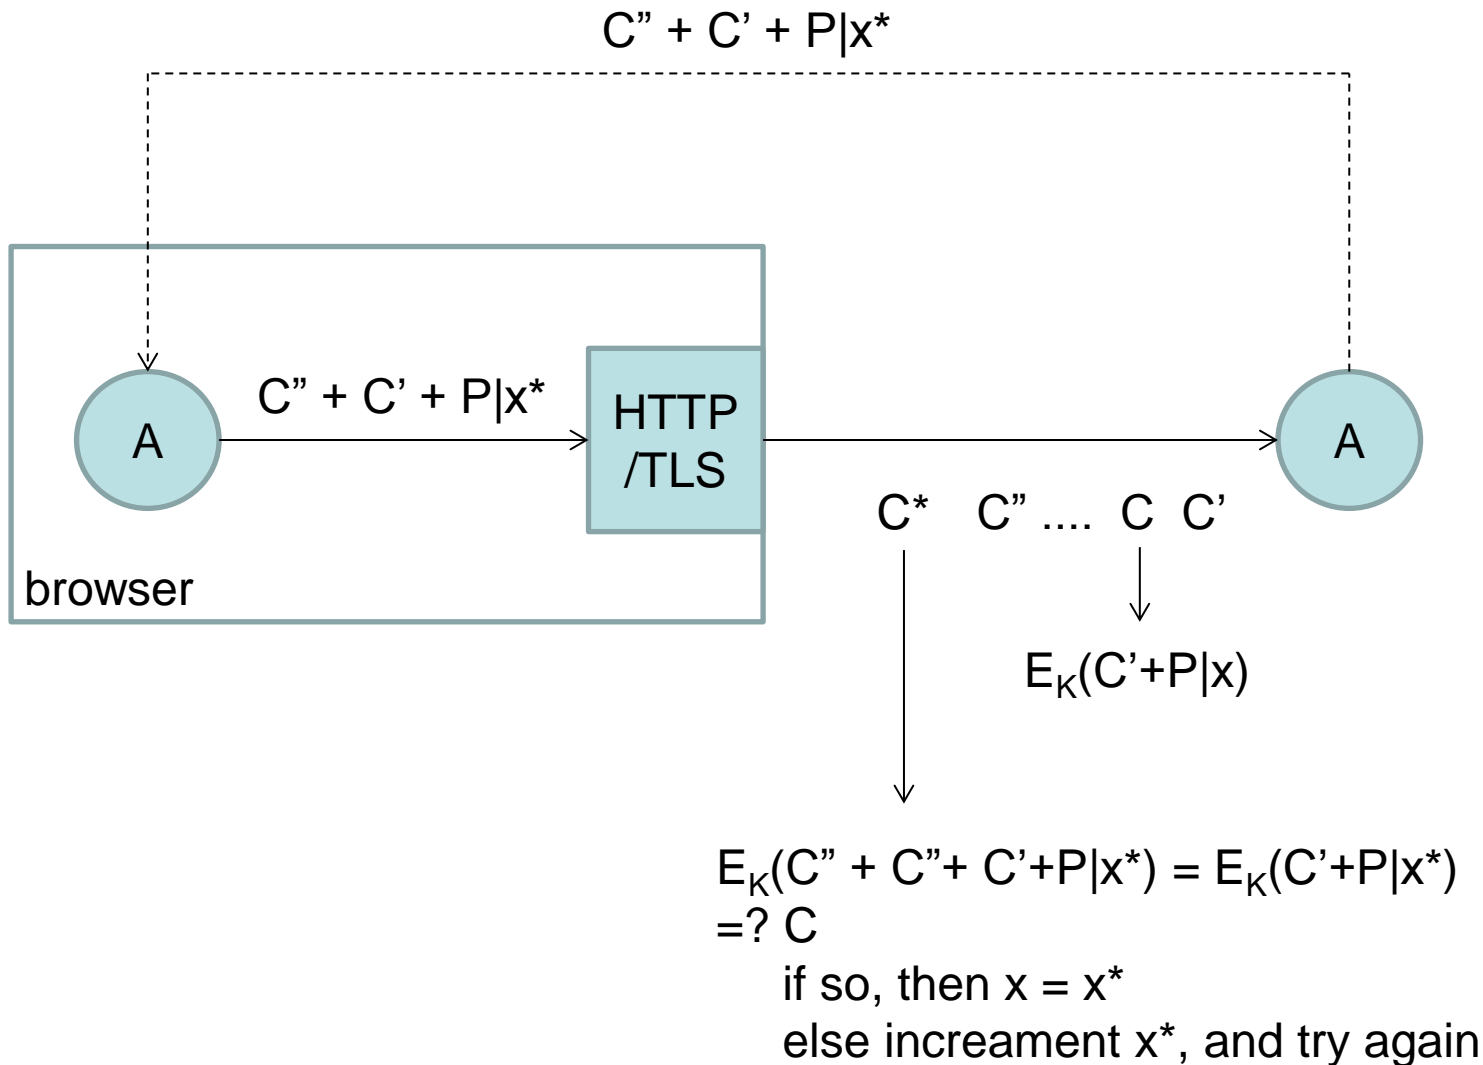 C” + C’ + P|x*
C” + C’ + P|x*
A
HTTP
/TLS
A
C* C” .... C C’
browser
E_K(C’+P|x)
E_K(C” + C”+ C’+P|x*) = E_K(C’+P|x*)
=? C
if so, then x = x*
else increament x*, and try again